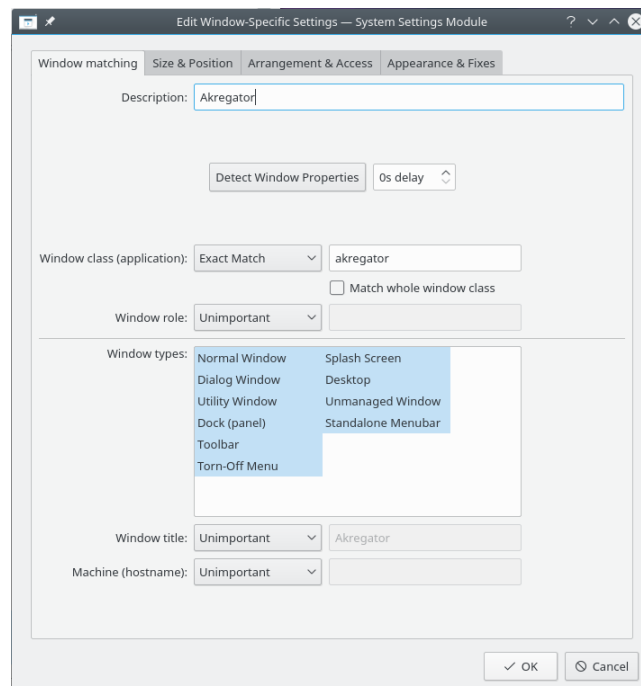 Edit Window-Specific Settings — System Settings Module
Window matching Size & Position Arrangement & Access Appearance & Fixes
Description: Akregator
Detect Window Properties 0s delay
Window class (application): Exact Match akregator
Match whole window class
Window role: Unimportant
Window types: Normal Window Splash Screen
Dialog Window Desktop
Utility Window Unmanaged Window
Dock (panel) Standalone Menubar
Toolbar
Torn-Off Menu
Window title: Unimportant Akregator
Machine (hostname): Unimportant
OK Cancel